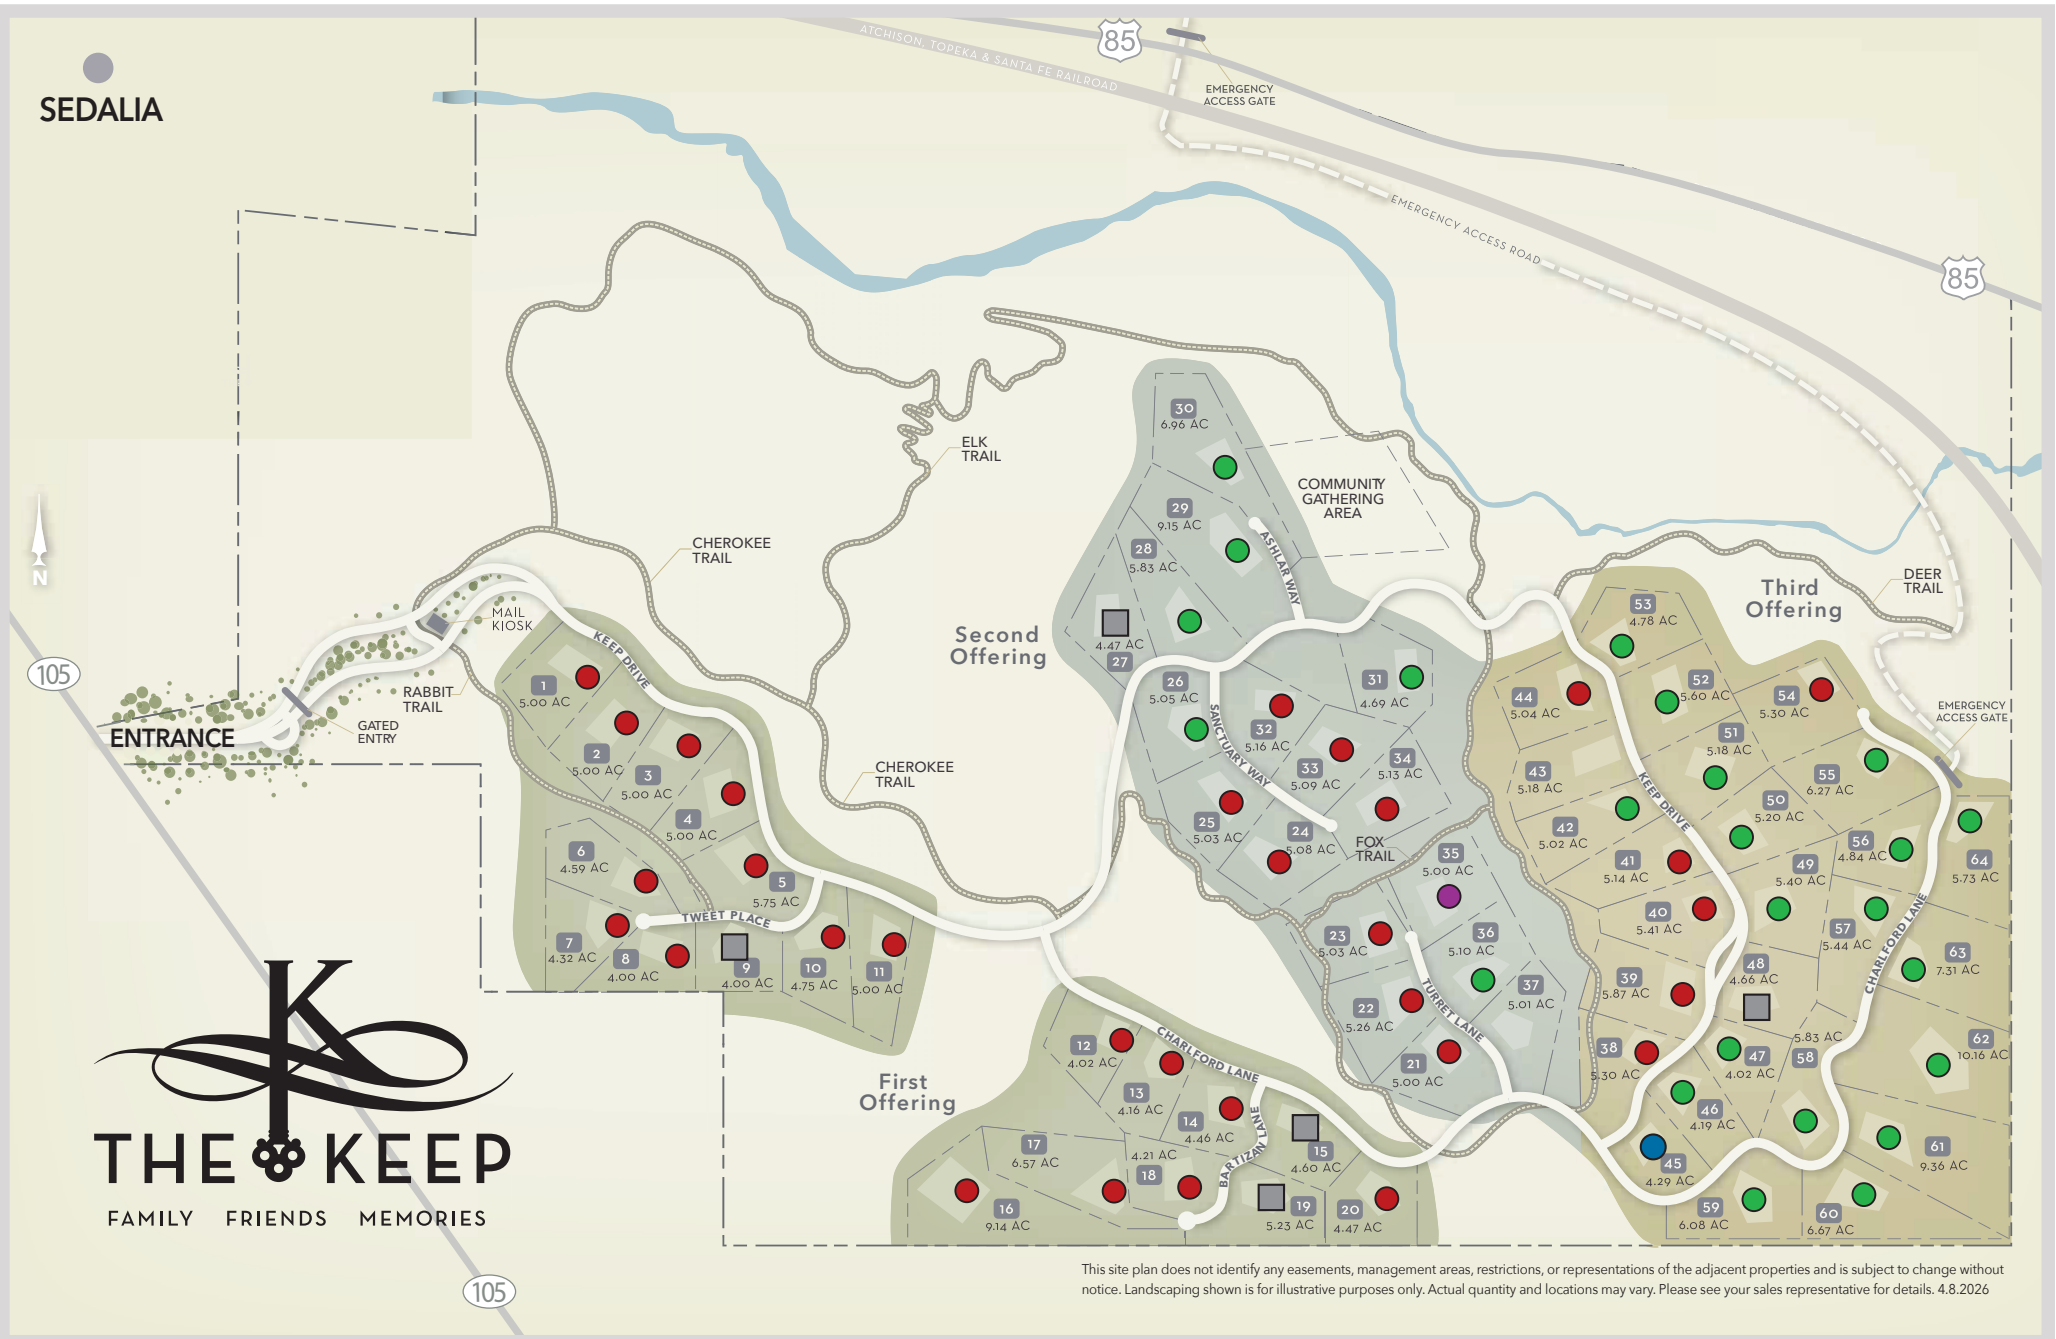 SEDALIA
ATCHISON, TOPEKA & SANTA FE RAILROAD
85
EMERGENCY
ACCESS GATE
EMERGENCY ACCESS ROAD
85
N
105
ENTRANCE
GATED
ENTRY
RABBIT
TRAIL
MAIL
KIOSK
CHEROKEE
TRAIL
ELK
TRAIL
CHEROKEE
TRAIL
KEEP DRIVE
1
5.00 AC
2
5.00 AC
3
5.00 AC
4
5.00 AC
5
5.75 AC
6
4.59 AC
7
4.32 AC
8
4.00 AC
9
4.00 AC
10
4.75 AC
11
5.00 AC
TWEET PLACE
First
Offering
12
4.02 AC
13
4.16 AC
14
4.46 AC
15
4.60 AC
16
9.14 AC
17
6.57 AC
4.21 AC
18
19
5.23 AC
20
4.47 AC
CHARLFORD LANE
BARTIZAN LANE
Second
Offering
30
6.96 AC
29
9.15 AC
28
5.83 AC
4.47 AC
27
26
5.05 AC
25
5.03 AC
24
5.08 AC
31
4.69 AC
32
5.16 AC
33
5.09 AC
34
5.13 AC
35
5.00 AC
36
5.10 AC
37
5.01 AC
23
5.03 AC
22
5.26 AC
21
5.00 AC
ASHLAR WAY
SANCTUARY WAY
TURRET LANE
FOX
TRAIL
COMMUNITY
GATHERING
AREA
Third
Offering
DEER
TRAIL
EMERGENCY
ACCESS GATE
KEEP DRIVE
CHARLFORD LANE
53
4.78 AC
52
5.60 AC
54
5.30 AC
44
5.04 AC
51
5.18 AC
43
5.18 AC
55
6.27 AC
50
5.20 AC
42
5.02 AC
56
4.84 AC
64
5.73 AC
41
5.14 AC
49
5.40 AC
40
5.41 AC
57
5.44 AC
63
7.31 AC
39
5.87 AC
48
4.66 AC
62
10.16 AC
38
5.30 AC
47
4.02 AC
5.83 AC
58
46
4.19 AC
61
9.36 AC
45
4.29 AC
59
6.08 AC
60
6.67 AC
K
THE KEEP
FAMILY FRIENDS MEMORIES
105
This site plan does not identify any easements, management areas, restrictions, or representations of the adjacent properties and is subject to change without
notice. Landscaping shown is for illustrative purposes only. Actual quantity and locations may vary. Please see your sales representative for details. 4.8.2026